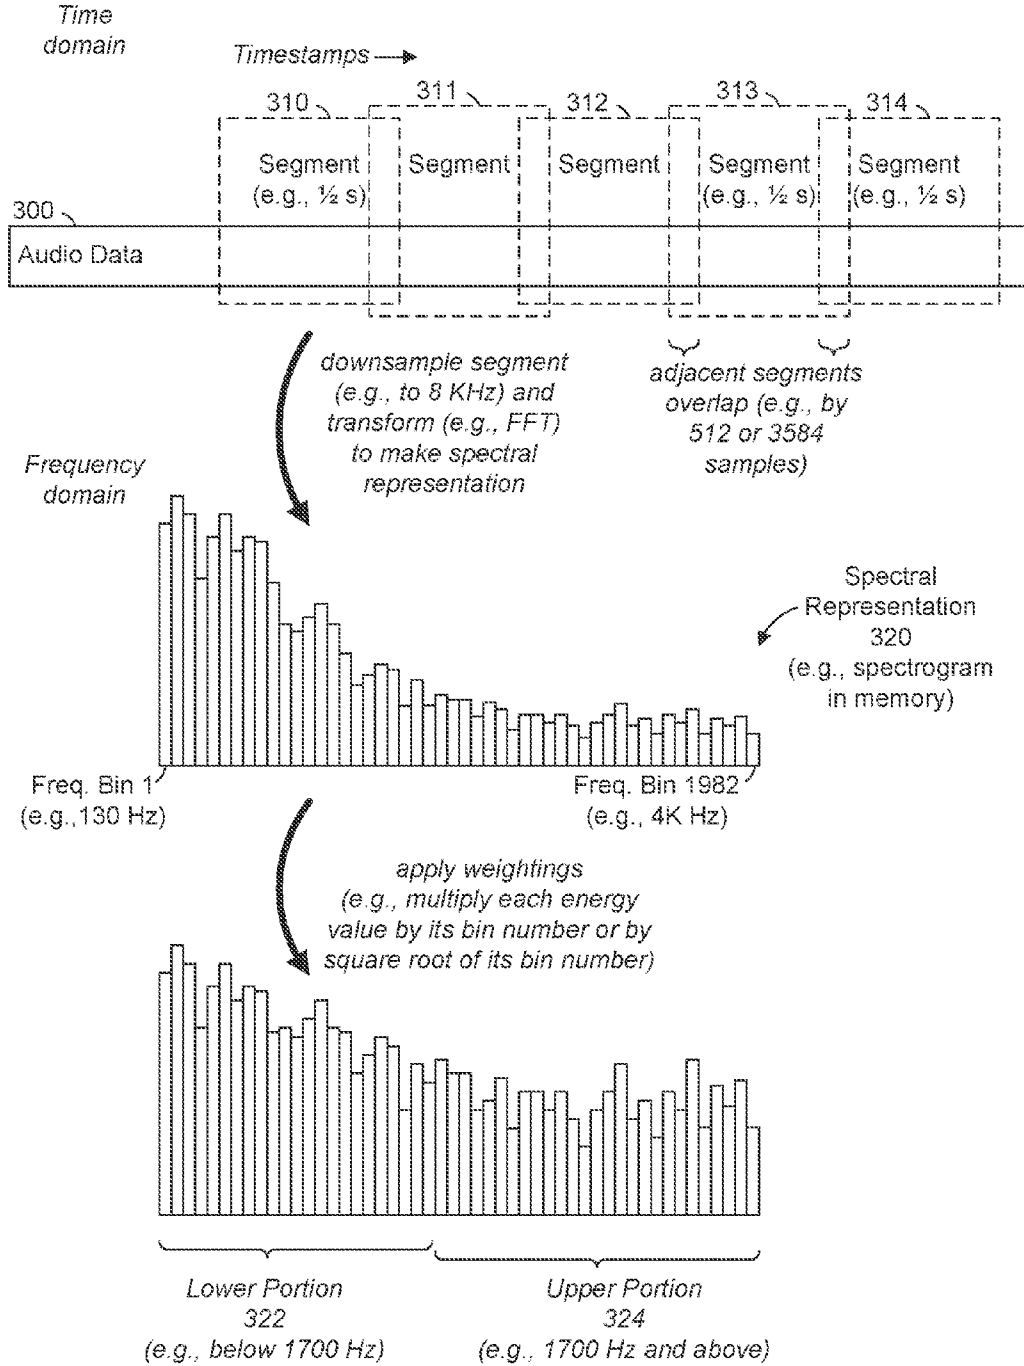 Time
domain
Timestamps
310
311
312
313
314
Segment
(e.g., ½ s)
Segment
Segment
Segment
(e.g., ½ s)
Segment
(e.g., ½ s)
300
Audio Data
downsample segment
(e.g., to 8 KHz) and
transform (e.g., FFT)
to make spectral
representation
adjacent segments
overlap (e.g., by
512 or 3584
samples)
Frequency
domain
Spectral
Representation
320
(e.g., spectrogram
in memory)
Freq. Bin 1
(e.g.,130 Hz)
Freq. Bin 1982
(e.g., 4K Hz)
apply weightings
(e.g., multiply each energy
value by its bin number or by
square root of its bin number)
Lower Portion
322
(e.g., below 1700 Hz)
Upper Portion
324
(e.g., 1700 Hz and above)